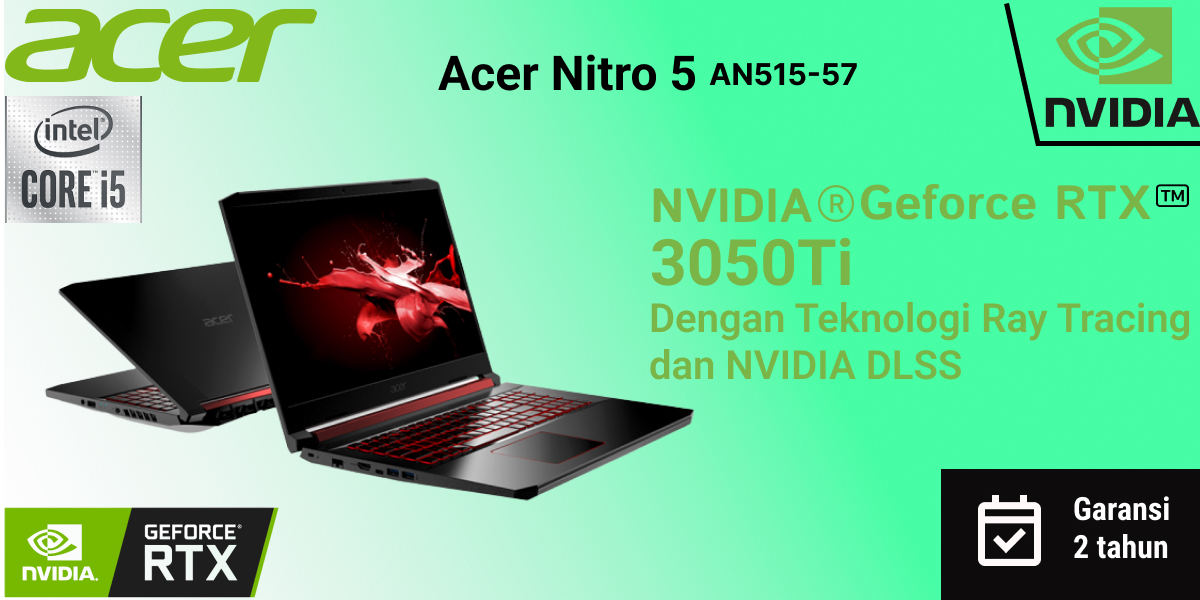 acer
Acer Nitro 5 AN515-57
NVIDIA
intel
CORE™ i5
NVIDIA® Geforce RTX™
3050Ti
Dengan Teknologi Ray Tracing
dan NVIDIA DLSS
acer
acer
NVIDIA.
GEFORCE®
RTX
Garansi
2 tahun